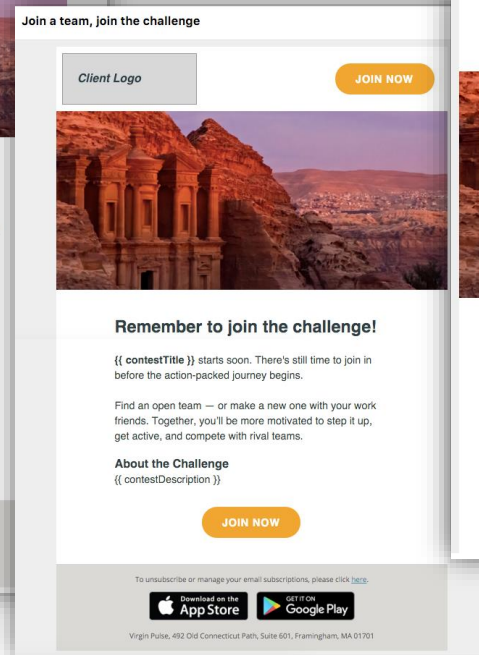 Join a team, join the challenge
Client Logo
JOIN NOW
Remember to join the challenge!
{{ contestTitle }} starts soon. There's still time to join in
before the action-packed journey begins.
Find an open team — or make a new one with your work
friends. Together, you'll be more motivated to step it up,
get active, and compete with rival teams.
About the Challenge
{{ contestDescription }}
JOIN NOW
To unsubscribe or manage your email subscriptions, please click here.
Download on the
App Store
GET IT ON
Google Play
Virgin Pulse, 492 Old Connecticut Path, Suite 601, Framingham, MA 01701